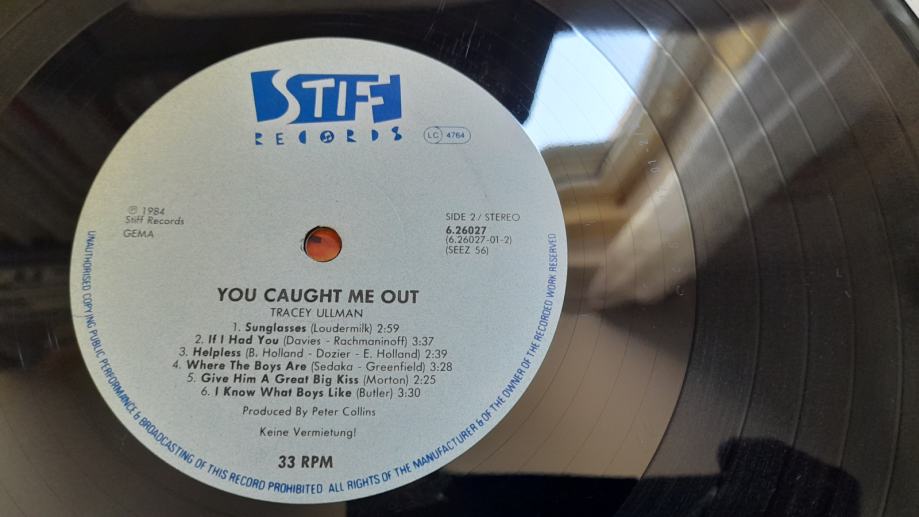 STIFF
RECORDS
LC 4764
℗ 1984
Stiff Records
GEMA
SIDE 2 / STEREO
6.26027
(6.26027-01-2)
(SEEZ 56)
YOU CAUGHT ME OUT
TRACEY ULLMAN
1. Sunglasses (Loudermilk) 2:59
2. If I Had You (Davies - Rachmaninoff) 3:37
3. Helpless (B. Holland - Dozier - E. Holland) 2:39
4. Where The Boys Are (Sedaka - Greenfield) 3:28
5. Give Him A Great Big Kiss (Morton) 2:25
6. I Know What Boys Like (Butler) 3:30
Produced By Peter Collins
Keine Vermietung!
33 RPM
UNAUTHORISED COPYING PUBLIC PERFORMANCE & BROADCASTING OF THIS RECORD PROHIBITED ALL RIGHTS OF THE MANUFACTURER & OF THE OWNER OF THE RECORDED WORK RESERVED